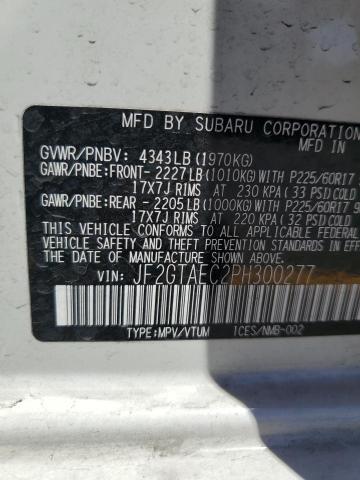 MFD BY SUBARU CORPORATION
MFD IN
GVWR/PNBV: 4343LB(1970KG)
GAWR/PNBE:FRONT- 2227LB(1010KG)WITH P225/60R17
17X7J RIMS AT 230 KPA(33 PSI)COLD
GAWR/PNBE:REAR - 2205LB(1000KG)WITH P225/60R17 9
17X7J RIMS AT 220 KPA(32 PSI)COLD
THIS VEHICLE CONFORMS TO ALL APPLICABLE FEDERAL MOTOR
VEHICLE SAFETY, BUMPER, AND THEFT PREVENTION
THE DATE OF MANUFACTURE SHOWN ABOVE.
VIN: JF2GTAEC2PH300277
TYPE:MPV/VTUM ICES/NMB-002